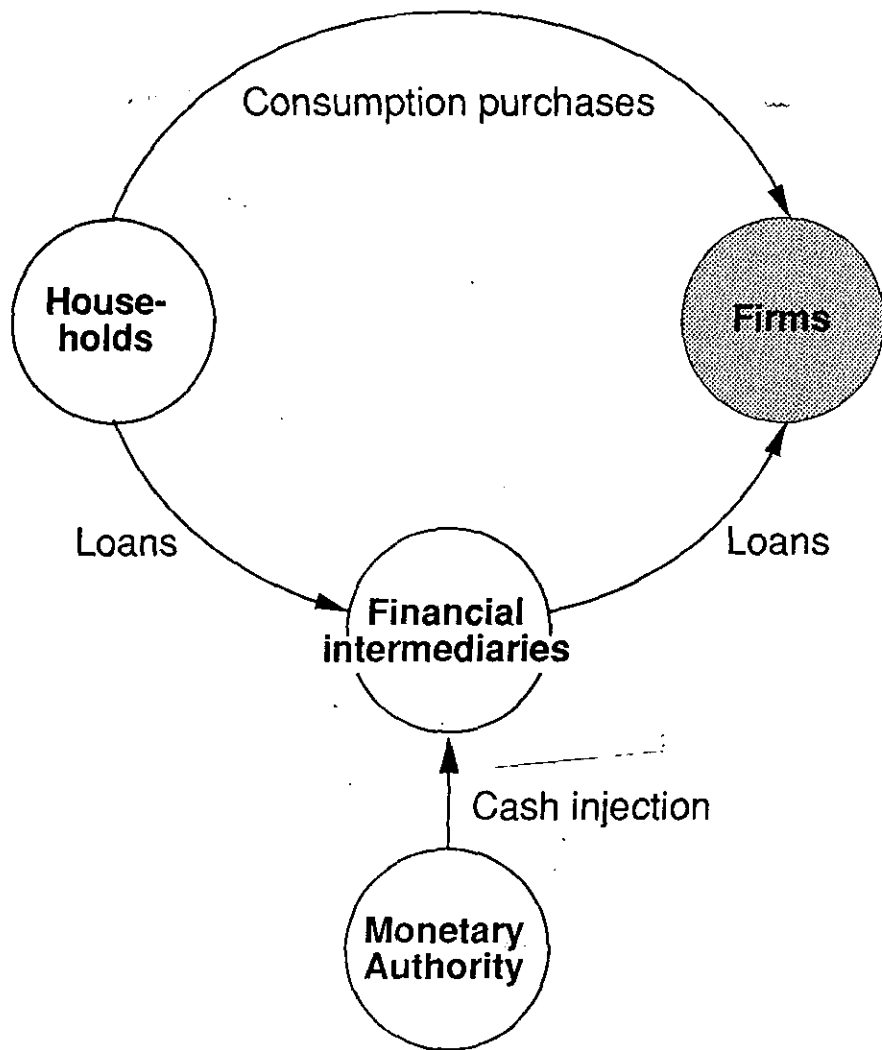 Consumption purchases
House-
holds
Firms
Loans
Loans
Financial
intermediaries
Cash injection
Monetary
Authority